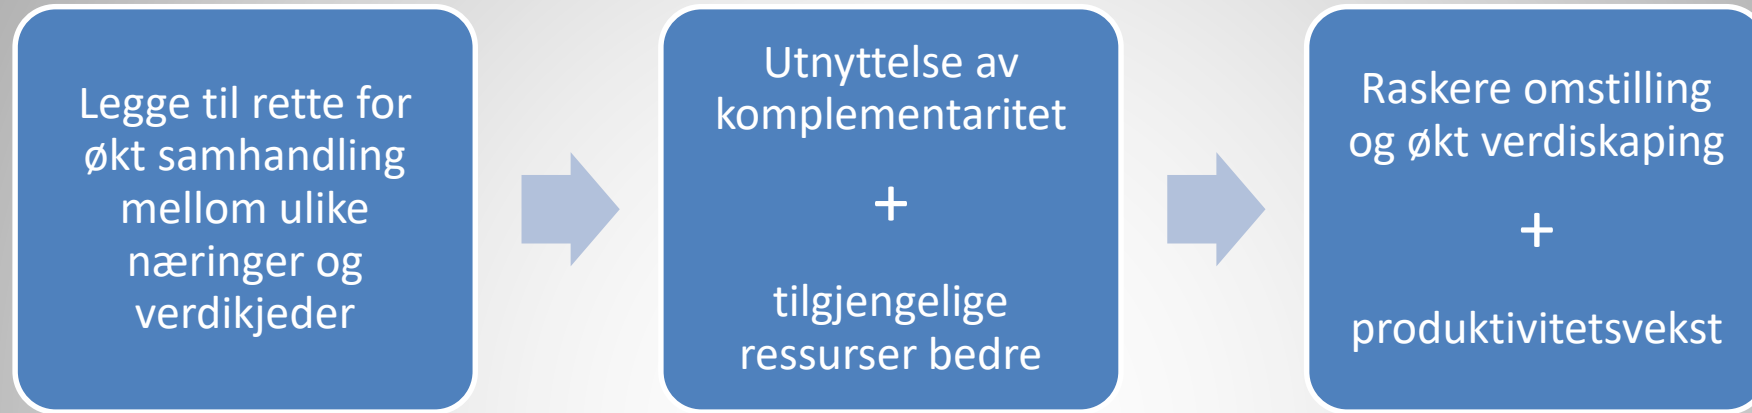 Legge til rette for
økt samhandling
mellom ulike
næringer og
verdikjeder
Utnyttelse av
komplementaritet
+
tilgjengelige
ressurser bedre
Raskere omstilling
og økt verdiskaping
+
produktivitetsvekst